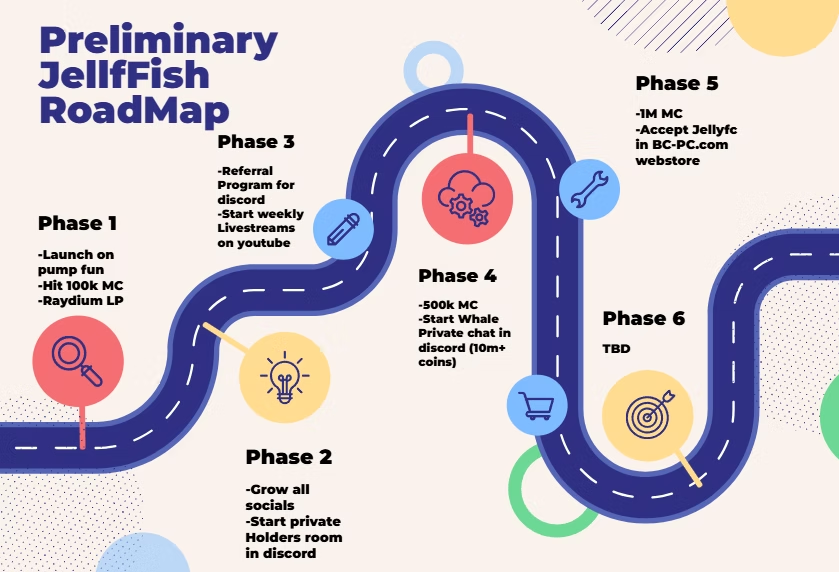 Preliminary
JellfFish
RoadMap
Phase 1
-Launch on
pump fun
-Hit 100k MC
-Raydium LP
Phase 2
-Grow all
socials
-Start private
Holders room
in discord
Phase 3
-Referral
Program for
discord
-Start weekly
Livestreams
on youtube
Phase 4
-500k MC
-Start Whale
Private chat in
discord (10m+
coins)
Phase 5
-1M MC
-Accept Jellyfc
in BC-PC.com
webstore
Phase 6
TBD